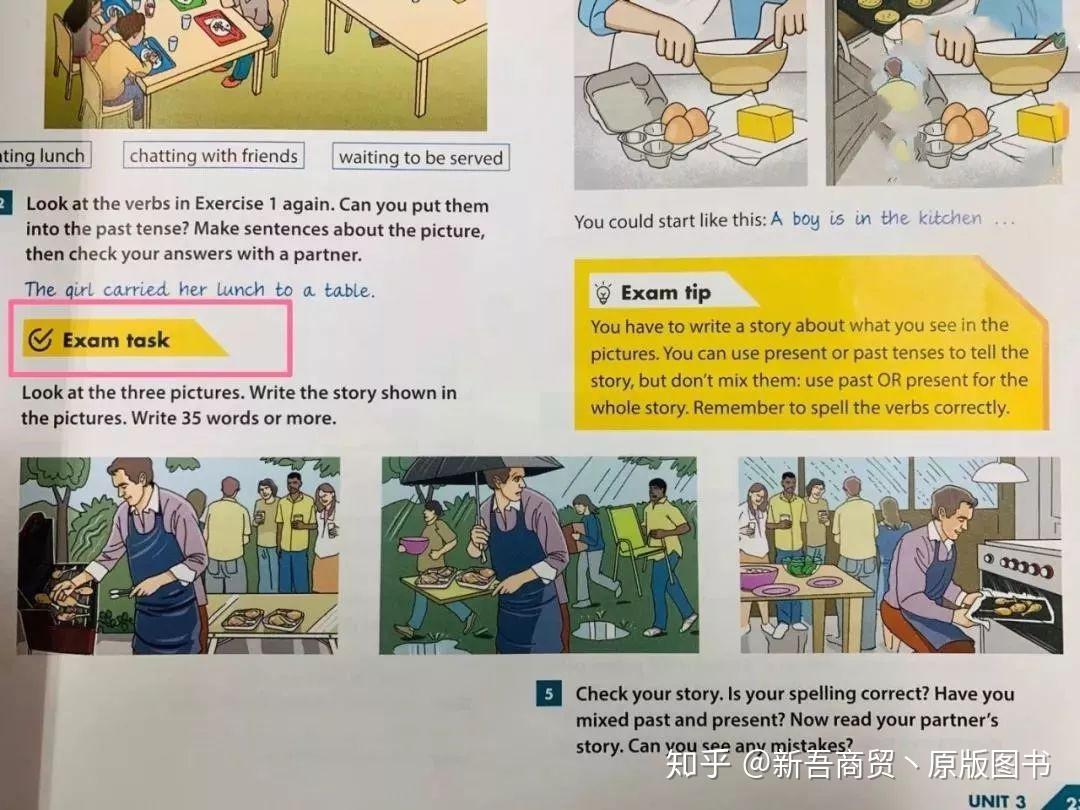 ating lunch
chatting with friends
waiting to be served
2
Look at the verbs in Exercise 1 again. Can you put them
into the past tense? Make sentences about the picture,
then check your answers with a partner.
The girl carried her lunch to a table.
Exam task
Look at the three pictures. Write the story shown in
the pictures. Write 35 words or more.
You could start like this: A boy is in the kitchen ...
Exam tip
You have to write a story about what you see in the
pictures. You can use present or past tenses to tell the
story, but don't mix them: use past OR present for the
whole story. Remember to spell the verbs correctly.
5
Check your story. Is your spelling correct? Have you
mixed past and present? Now read your partner's
story. Can you see any mistakes?
知乎 @新吾商贸丶原版图书
UNIT 3